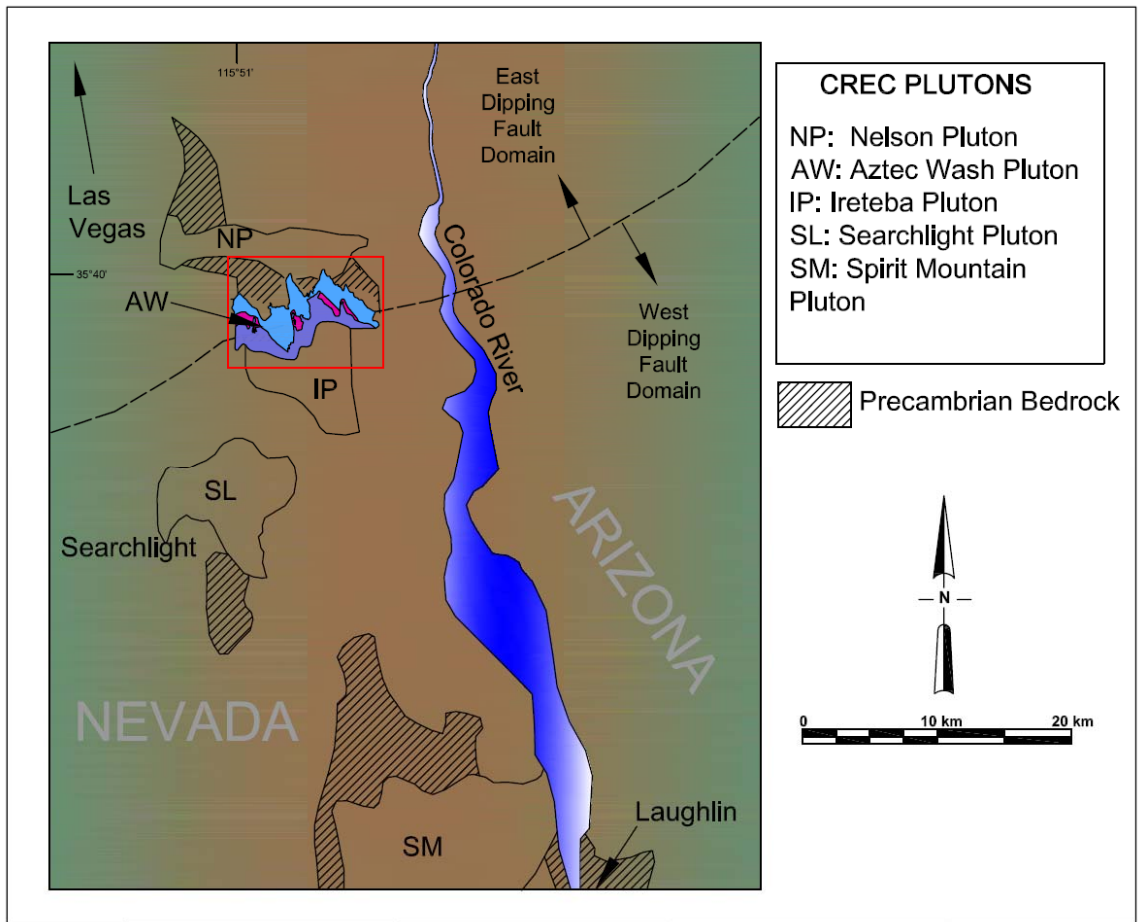 115°51'
East
Dipping
Fault
Domain
Las
Vegas
NP
35°40'
AW
Colorado River
West
Dipping
Fault
Domain
IP
SL
Searchlight
ARIZONA
NEVADA
Laughlin
SM
CREC PLUTONS
NP: Nelson Pluton
AW: Aztec Wash Pluton
IP: Ireteba Pluton
SL: Searchlight Pluton
SM: Spirit Mountain
Pluton
Precambrian Bedrock
N
0 10 km 20 km